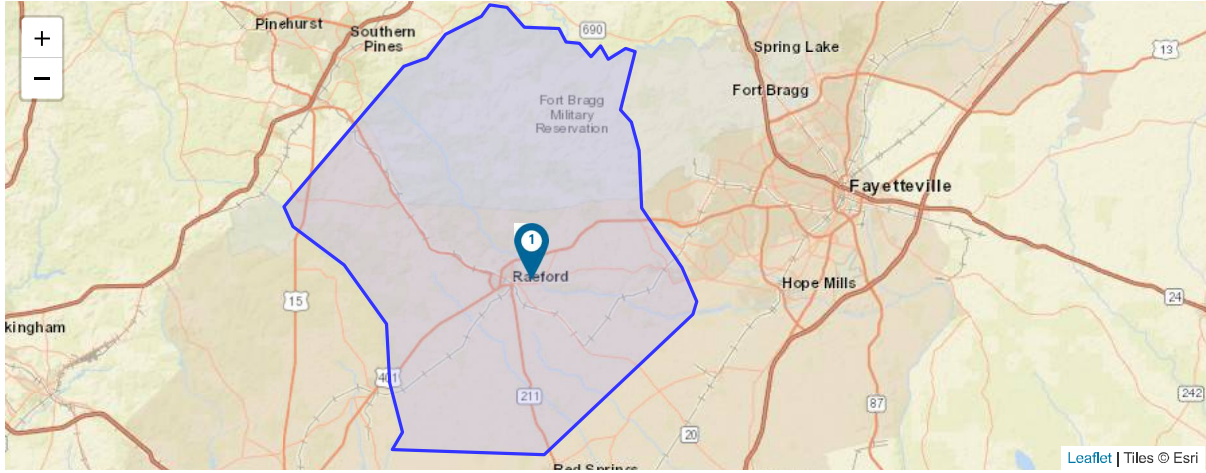 +
−
Pinehurst
Southern
Pines
690
Spring Lake
13
Fort Bragg
Fort Bragg
Military
Reservation
Fayetteville
1
Raeford
Hope Mills
15
24
kingham
401
211
87
242
20
Red Springs
Leaflet | Tiles © Esri